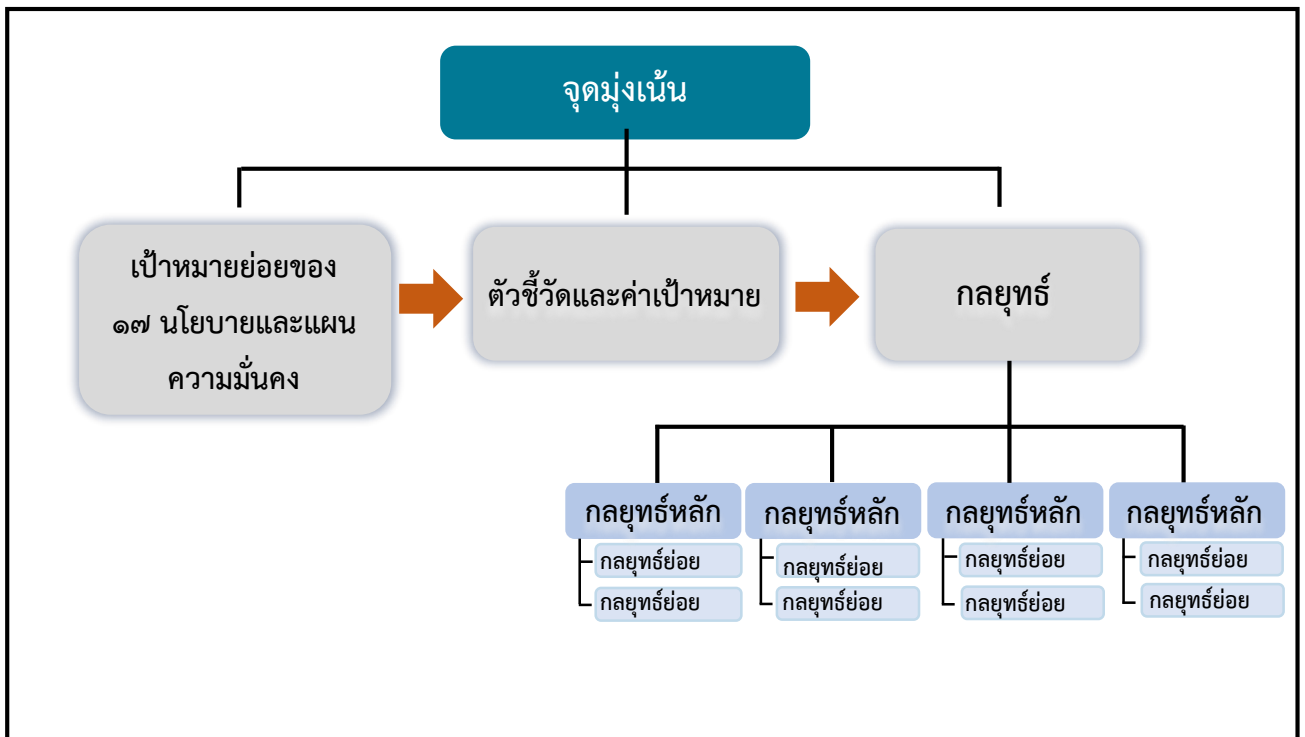 จุดมุ่งเน้น
เป้าหมายย่อยของ
๑๗ นโยบายและแผน
ความมั่นคง
ตัวชี้วัดและค่าเป้าหมาย
กลยุทธ์
กลยุทธ์หลัก
กลยุทธ์ย่อย
กลยุทธ์ย่อย
กลยุทธ์หลัก
กลยุทธ์ย่อย
กลยุทธ์ย่อย
กลยุทธ์หลัก
กลยุทธ์ย่อย
กลยุทธ์ย่อย
กลยุทธ์หลัก
กลยุทธ์ย่อย
กลยุทธ์ย่อย